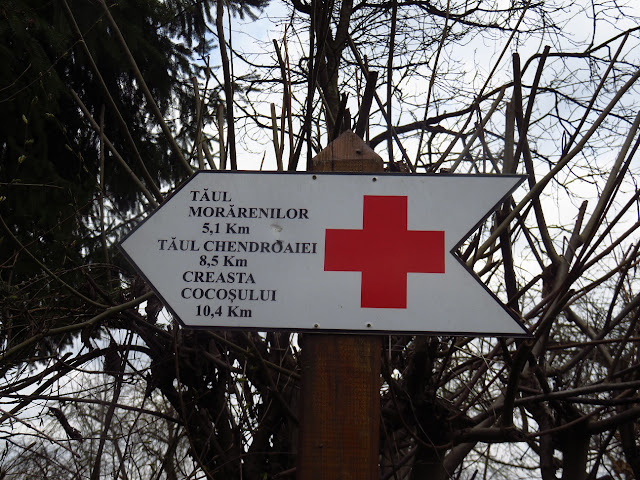 TĂUL
MORĂRENILOR
5,1 Km
TĂUL CHENDROAIEI
8,5 Km
CREASTA
COCOȘULUI
10,4 Km